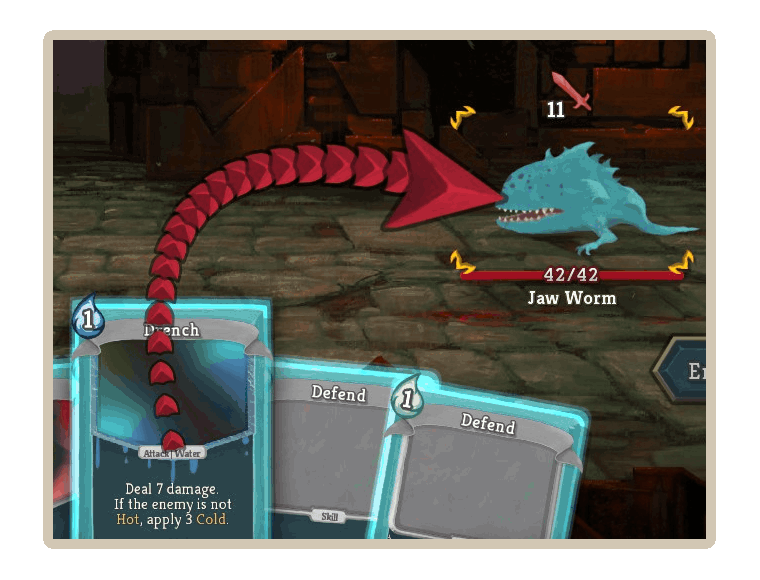 11
42/42
Jaw Worm
1
Drench
Attack | Water
Deal 7 damage.
If the enemy is not
Hot, apply 3 Cold.
Defend
Skill
1
Defend